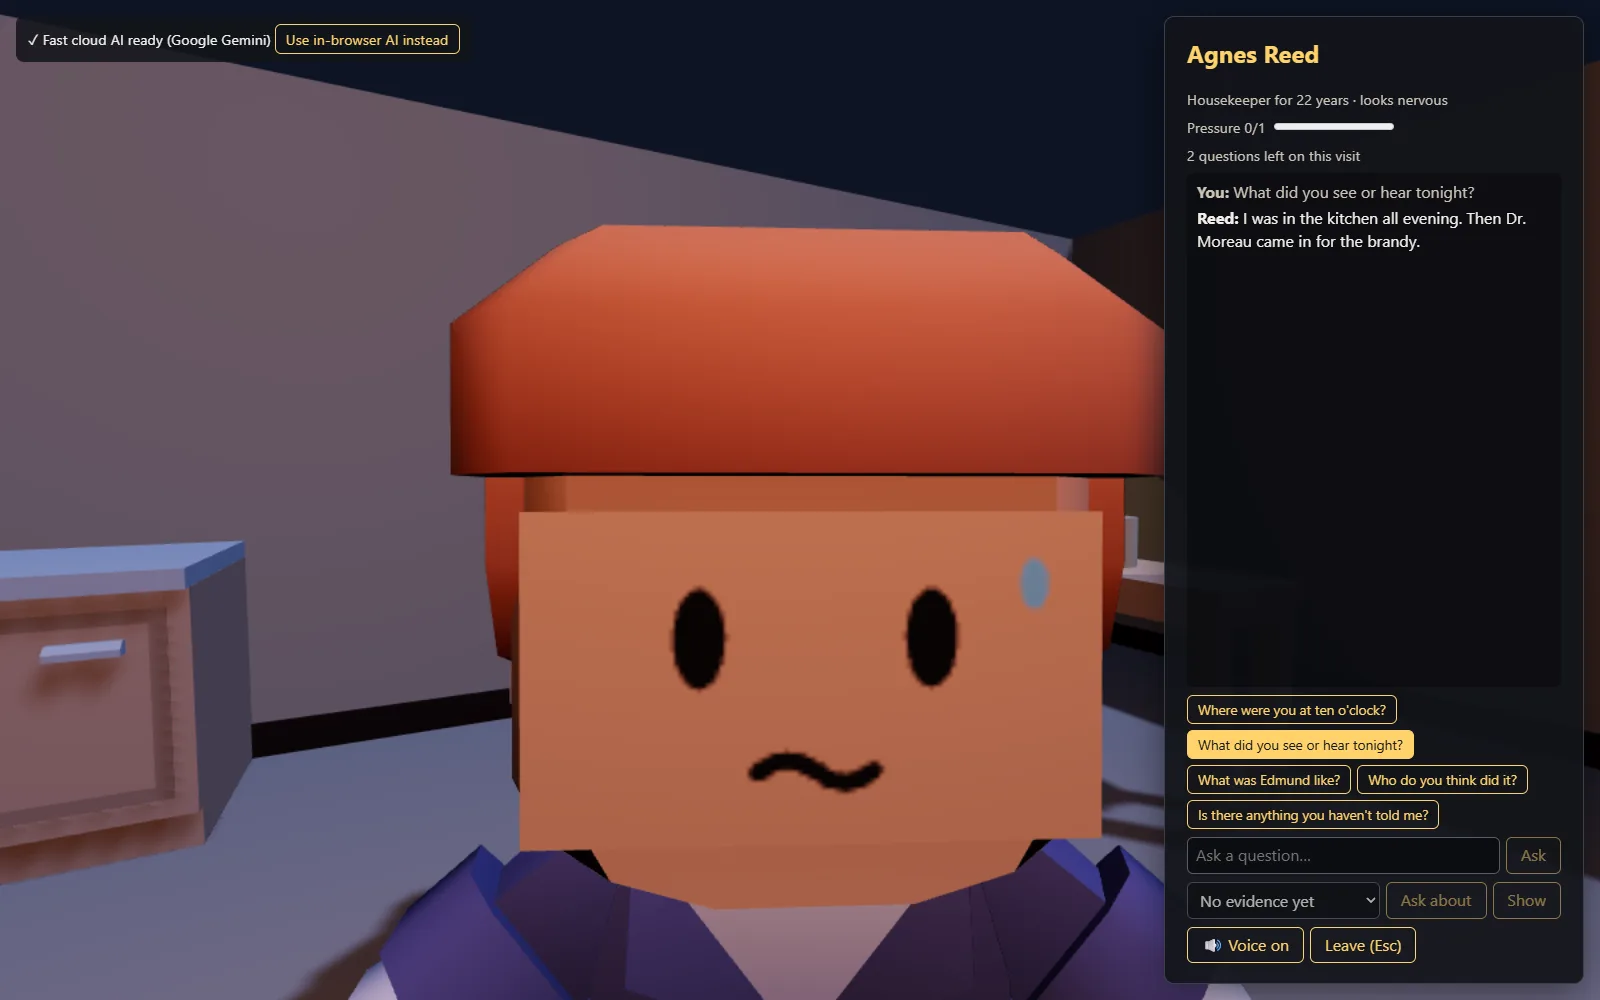 ✓ Fast cloud AI ready (Google Gemini) Use in-browser AI instead
Agnes Reed
Housekeeper for 22 years · looks nervous
Pressure 0/1
2 questions left on this visit
You: What did you see or hear tonight?
Reed: I was in the kitchen all evening. Then Dr.
Moreau came in for the brandy.
Where were you at ten o'clock?
What did you see or hear tonight?
What was Edmund like? Who do you think did it?
Is there anything you haven't told me?
Ask a question... Ask
No evidence yet Ask about Show
🔊 Voice on Leave (Esc)